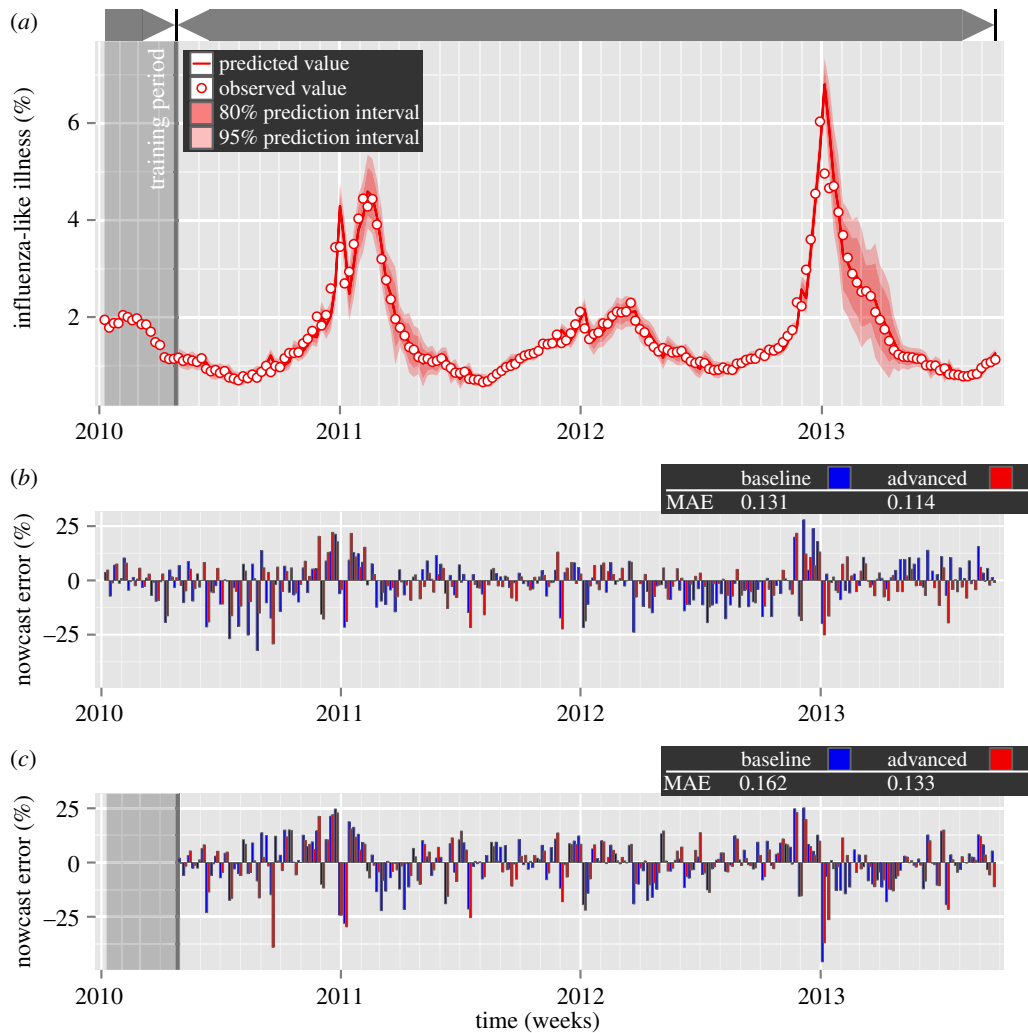 (a)
training period
predicted value
observed value
80% prediction interval
95% prediction interval
influenza-like illness (%)
6
4
2
2010 2011 2012 2013
(b)
baseline advanced
MAE 0.131 0.114
nowcast error (%)
25
0
−25
2010 2011 2012 2013
(c)
baseline advanced
MAE 0.162 0.133
nowcast error (%)
25
0
−25
2010 2011 2012 2013
time (weeks)